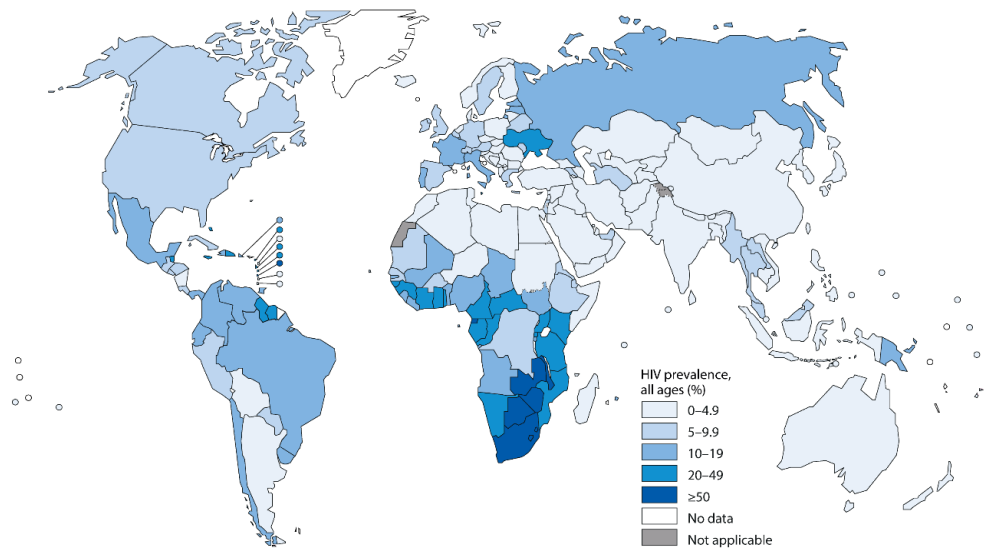 HIV prevalence,
all ages (%)
0–4.9
5–9.9
10–19
20–49
≥50
No data
Not applicable